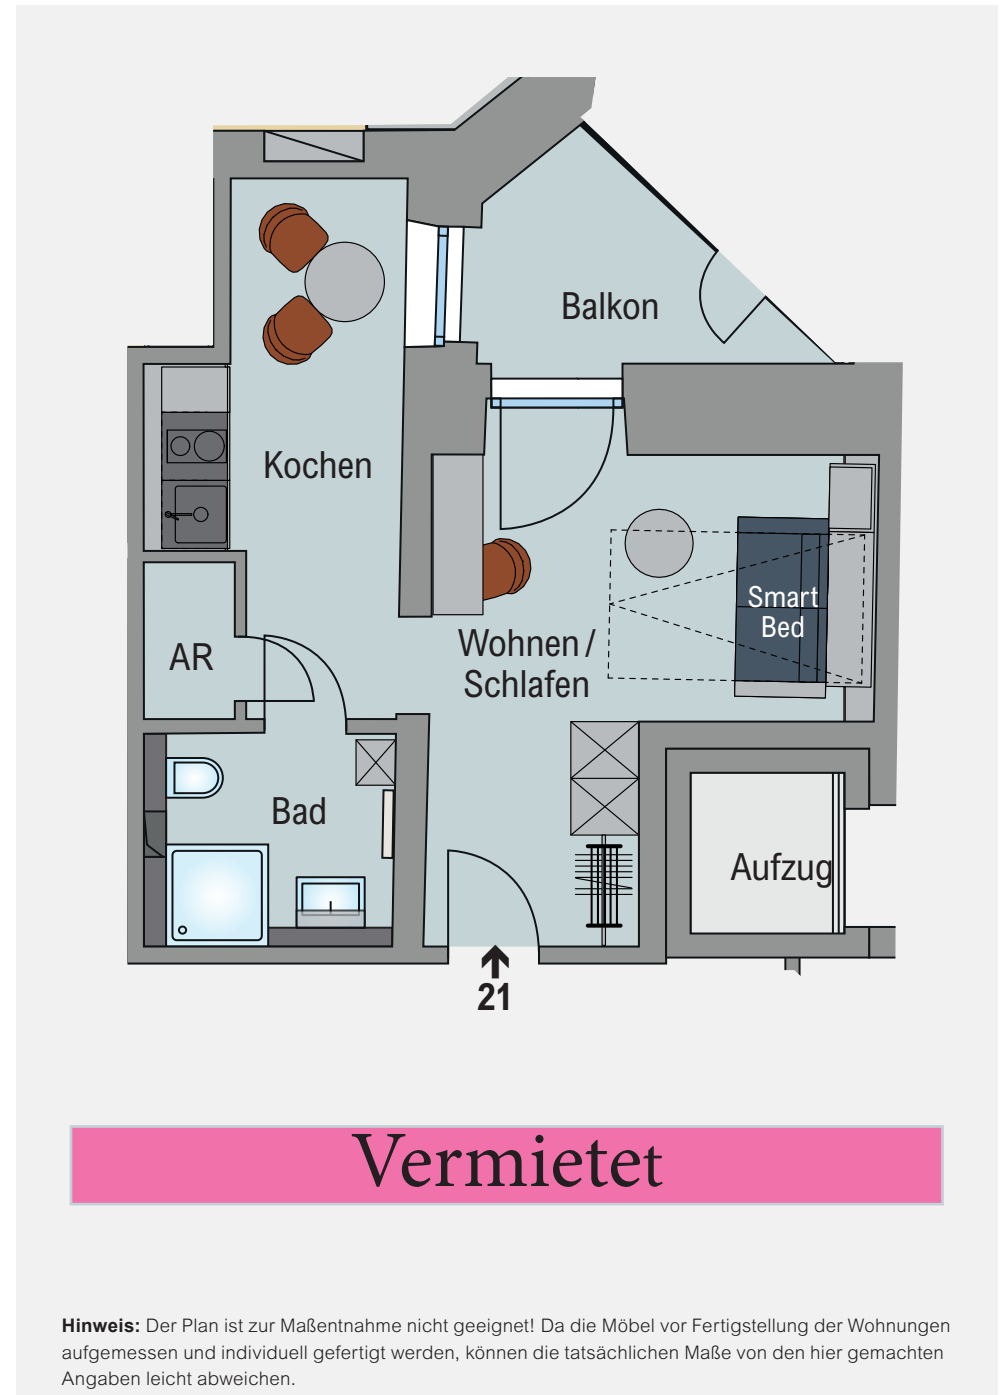 Balkon
Kochen
Smart
Bed
Wohnen /
Schlafen
AR
Bad
Aufzug
21
Vermietet
Hinweis: Der Plan ist zur Maßentnahme nicht geeignet! Da die Möbel vor Fertigstellung der Wohnungen
aufgemessen und individuell gefertigt werden, können die tatsächlichen Maße von den hier gemachten
Angaben leicht abweichen.